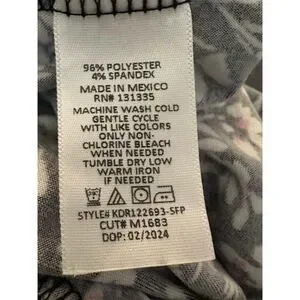 96% POLYESTER
4% SPANDEX
MADE IN MEXICO
RN# 131335
MACHINE WASH COLD
GENTLE CYCLE
WITH LIKE COLORS
ONLY NON-
CHLORINE BLEACH
WHEN NEEDED
TUMBLE DRY LOW
WARM IRON
IF NEEDED
STYLE# KDR122693-SFP
CUT# M1683
DOP: 02/2024